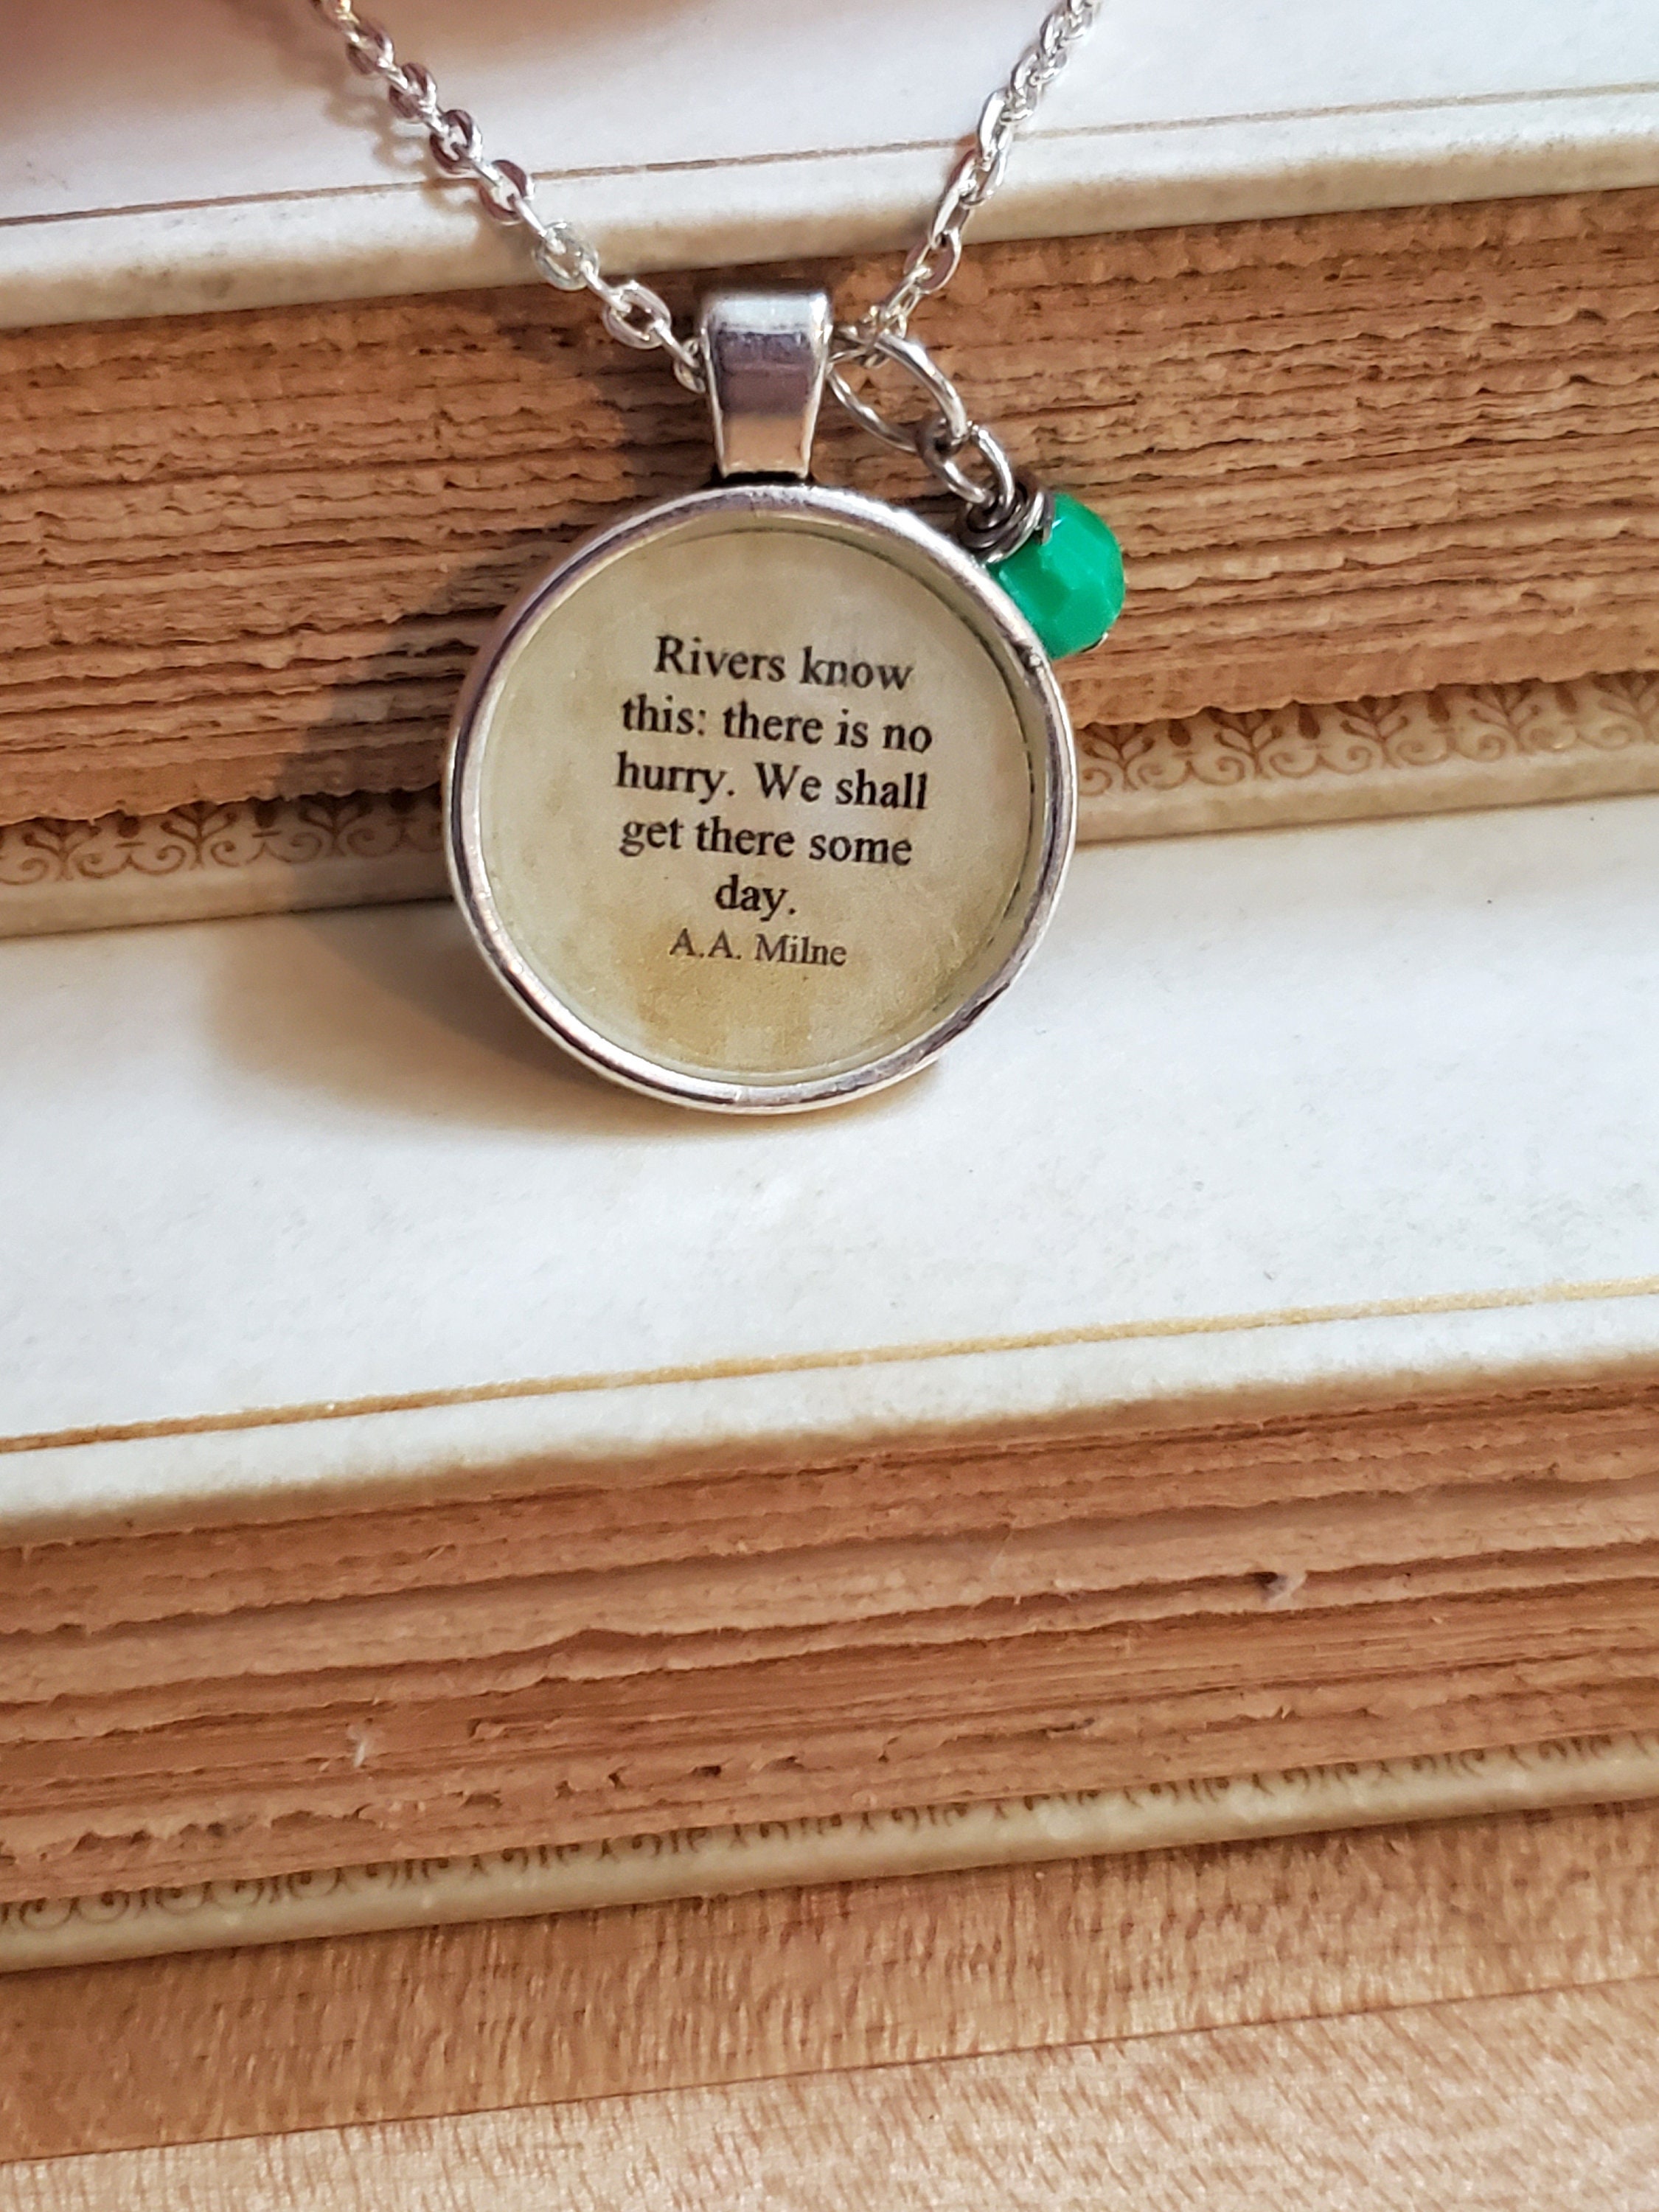 Rivers know
this: there is no
hurry. We shall
get there some
day.
A.A. Milne